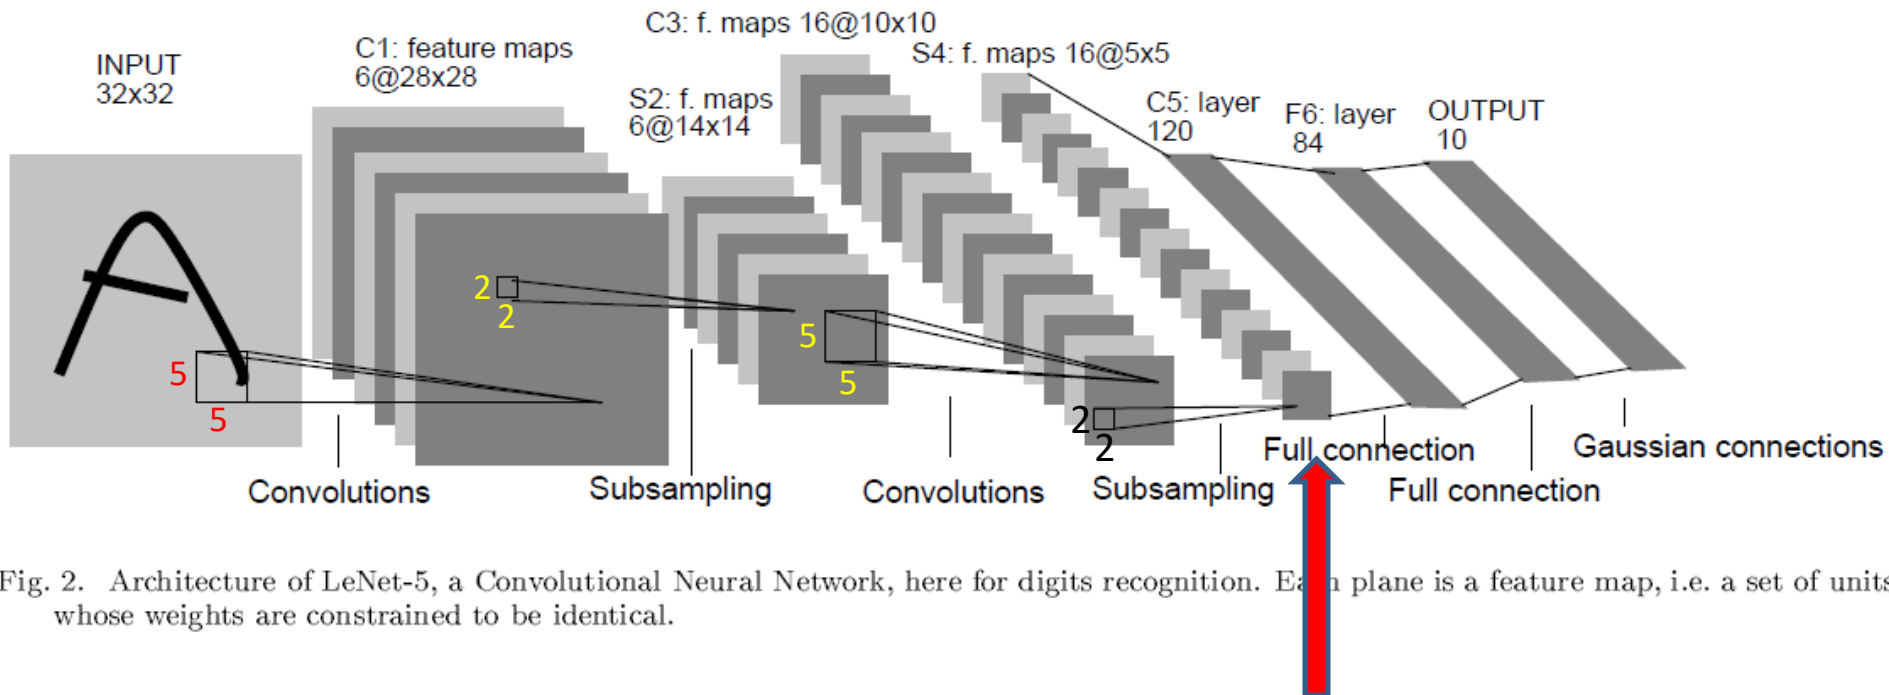 INPUT
32x32
C1: feature maps
6@28x28
C3: f. maps 16@10x10
S2: f. maps
6@14x14
S4: f. maps 16@5x5
C5: layer
120
F6: layer
84
OUTPUT
10
2
2
5
5
5
5
2
2
Convolutions
Subsampling
Convolutions
Subsampling
Full connection
Full connection
Gaussian connections
Fig. 2. Architecture of LeNet-5, a Convolutional Neural Network, here for digits recognition. Each plane is a feature map, i.e. a set of units
whose weights are constrained to be identical.